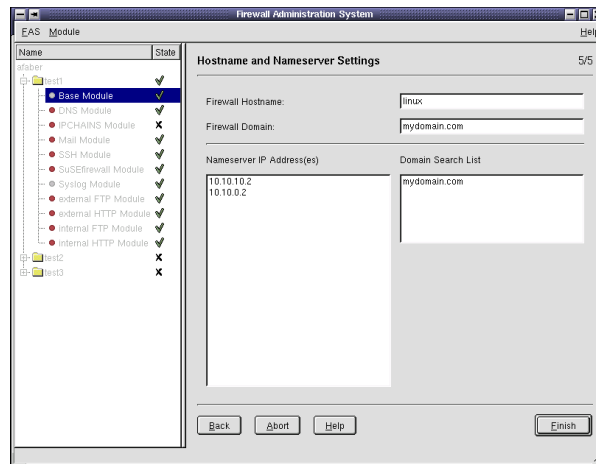 Firewall Administration System
FAS Module Help
Name State
afaber
test1
Base Module
DNS Module
IPCHAINS Module
Mail Module
SSH Module
SuSEfirewall Module
Syslog Module
external FTP Module
external HTTP Module
internal FTP Module
internal HTTP Module
test2
test3
Hostname and Nameserver Settings 5/5
Firewall Hostname: linux
Firewall Domain: mydomain.com
Nameserver IP Address(es) Domain Search List
10.10.10.2 mydomain.com
10.10.0.2
Back Abort Help Finish